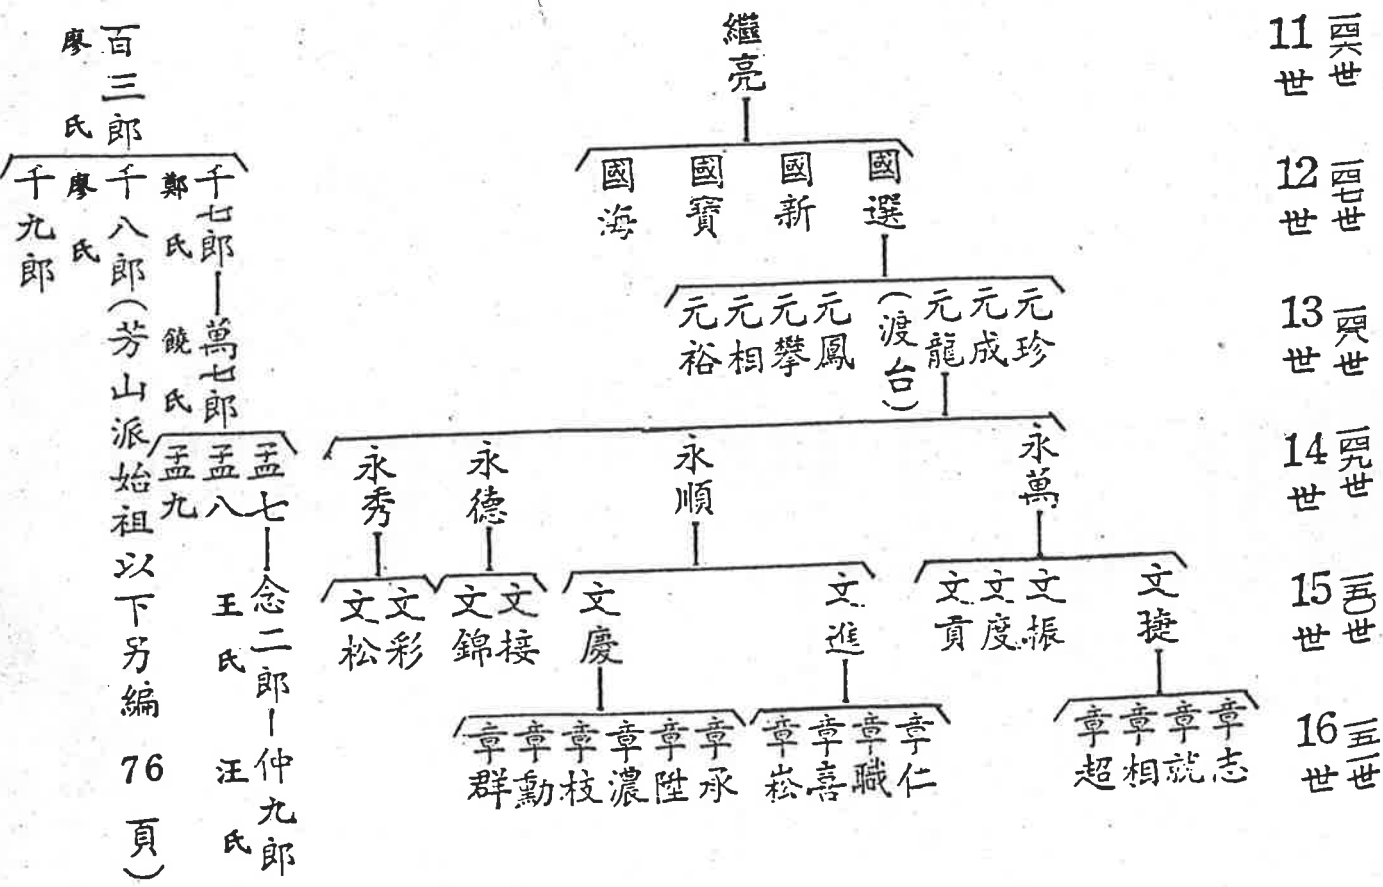 一四六世
11世
繼亮
一四七世
12世
國選
國新
國寶
國海
一四八世
13世
元珍
元成
元龍
(渡台)
元鳳
元攀
元相
元裕
一四九世
14世
永萬
永順
永德
永秀
一五〇世
15世
文捷
文振
文度
文貢
文進
文慶
文接
文錦
文彩
文松
一五一世
16世
章志
章就
章相
章超
章仁
章職
章喜
章崧
章承
章陞
章濃
章枝
章勳
章群
百三郎
廖氏
千七郎
鄭氏
千八郎(芳山派始祖以下另編 76 頁)
廖氏
千九郎
萬七郎
饒氏
孟七
孟八
孟九
念二郎
王氏
仲九郎
汪氏